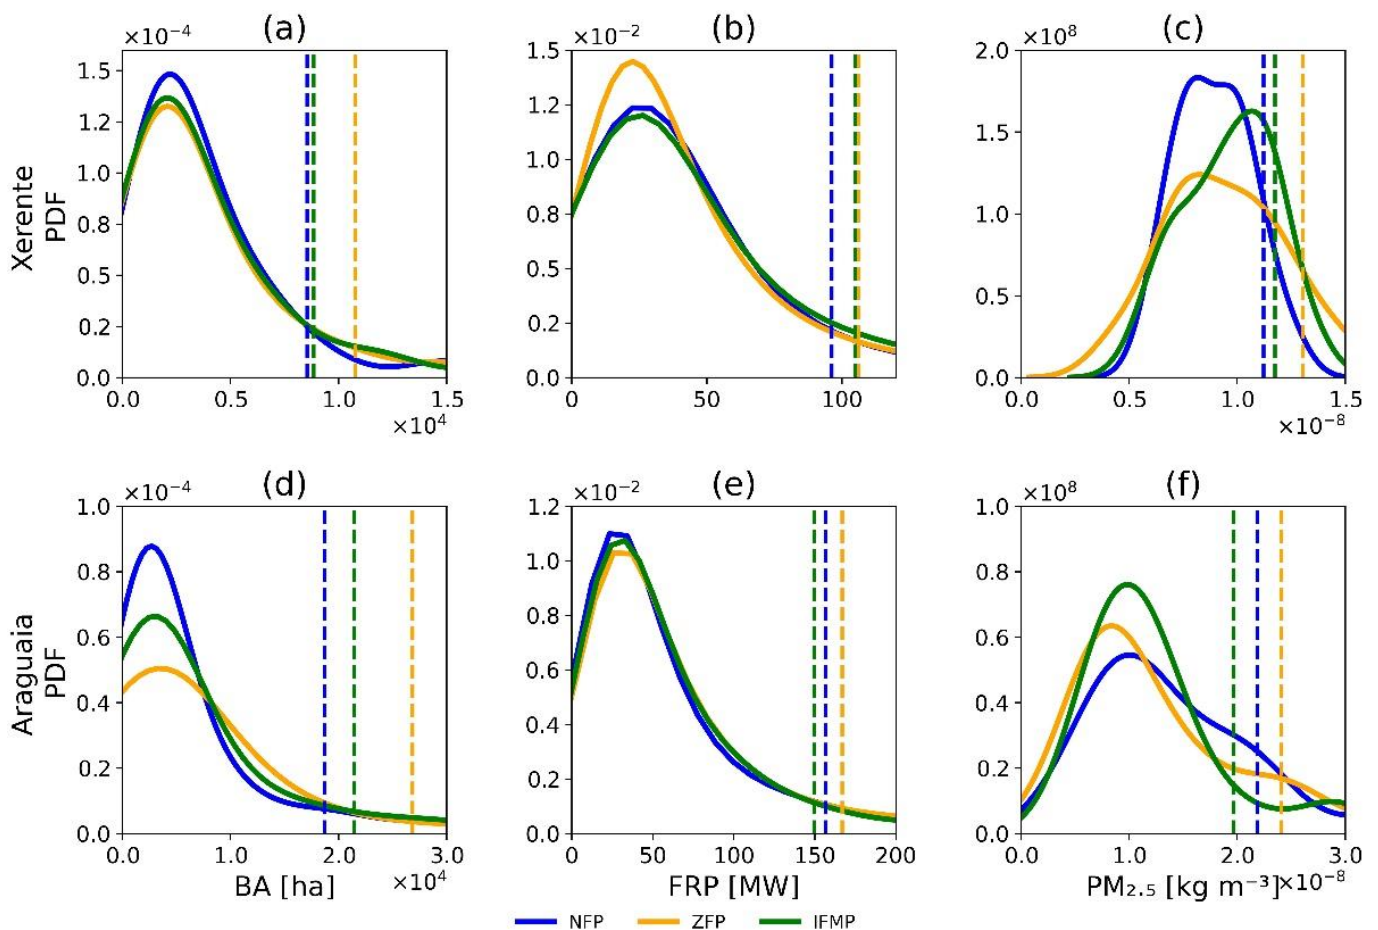 (a) (b) (c)
×10⁻⁴ ×10⁻² ×10⁸
Xerente
PDF
1.5 1.2 1.0 0.8 0.5 0.2 0.0
0.0 0.5 1.0 1.5
×10⁴
1.5 1.2 1.0 0.8 0.5 0.2 0.0
0 50 100
2.0 1.5 1.0 0.5 0.0
0.0 0.5 1.0 1.5
×10⁻⁸
(d) (e) (f)
×10⁻⁴ ×10⁻² ×10⁸
Araguaia
PDF
1.0 0.8 0.6 0.4 0.2 0.0
0.0 1.0 2.0 3.0
BA [ha] ×10⁴
1.2 1.0 0.8 0.6 0.4 0.2 0.0
0 50 100 150 200
FRP [MW]
1.0 0.8 0.6 0.4 0.2 0.0
0.0 1.0 2.0 3.0
PM₂.₅ [kg m⁻³] ×10⁻⁸
NFP ZFP IFMP